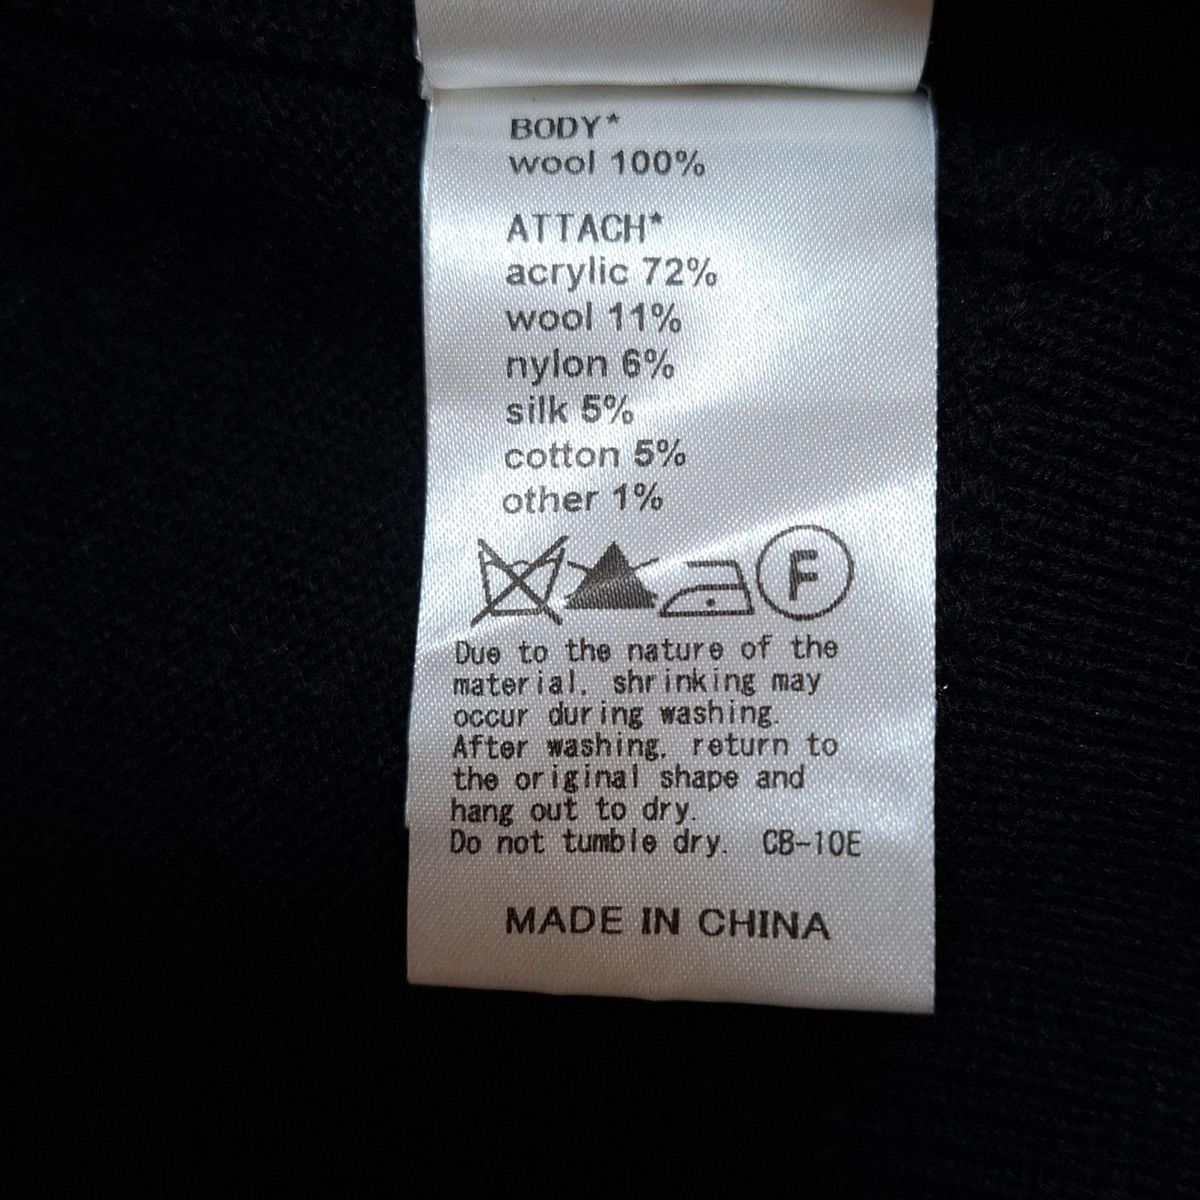 BODY*
wool 100%
ATTACH*
acrylic 72%
wool 11%
nylon 6%
silk 5%
cotton 5%
other 1%
F
Due to the nature of the
material, shrinking may
occur during washing.
After washing, return to
the original shape and
hang out to dry.
Do not tumble dry. CB-10E
MADE IN CHINA